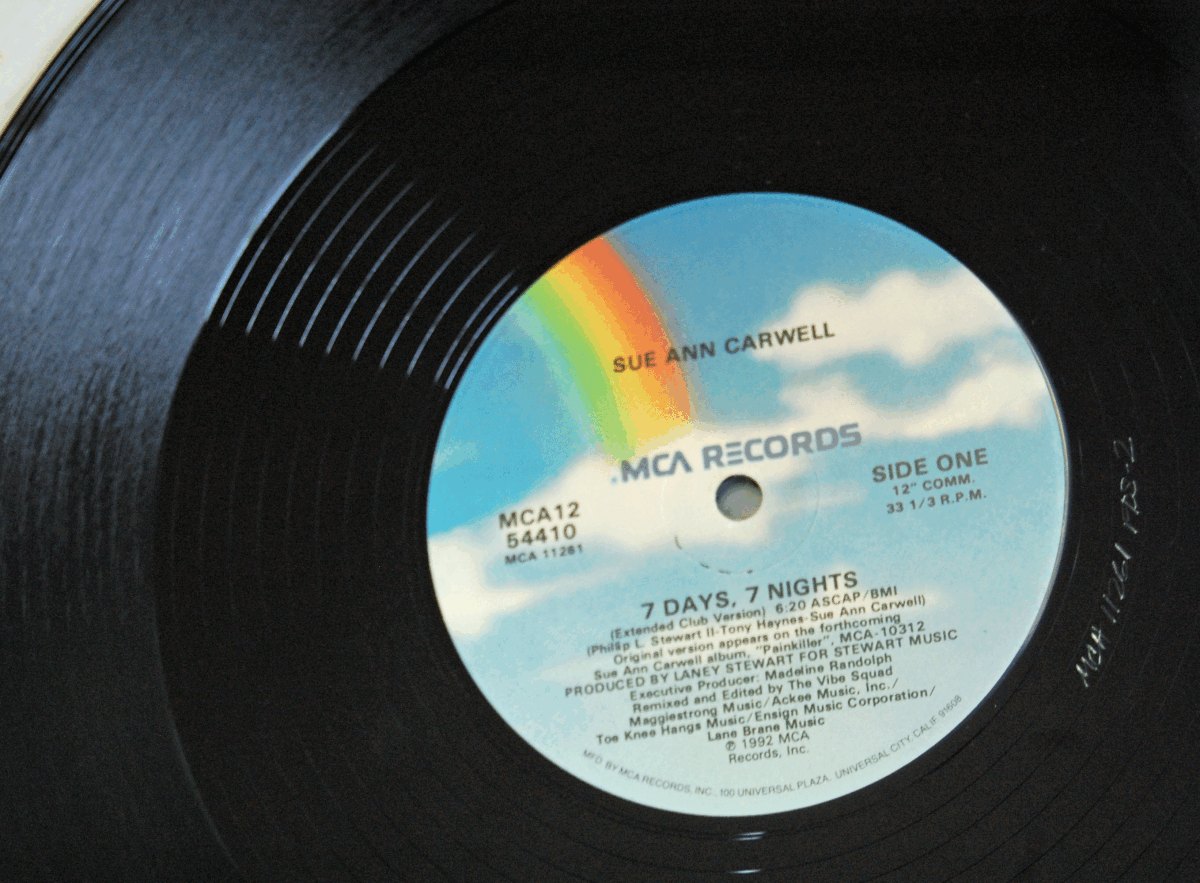 SUE ANN CARWELL
MCA RECORDS
SIDE ONE
12" COMM.
33 1/3 R.P.M.
MCA12
54410
MCA 11281
7 DAYS, 7 NIGHTS
(Extended Club Version) 6:20 ASCAP/BMI
(Phillip L. Stewart II-Tony Haynes-Sue Ann Carwell)
Original version appears on the forthcoming
Sue Ann Carwell album, "Painkiller", MCA-10312
PRODUCED BY LANEY STEWART FOR STEWART MUSIC
Executive Producer: Madeline Randolph
Remixed and Edited by The Vibe Squad
Maggiestrong Music/Ackee Music, Inc./
Toe Knee Hangs Music/Ensign Music Corporation/
Lane Brane Music
℗ 1992 MCA
Records, Inc.
MFD BY MCA RECORDS, INC., 100 UNIVERSAL PLAZA, UNIVERSAL CITY, CALIF. 91608
MCA